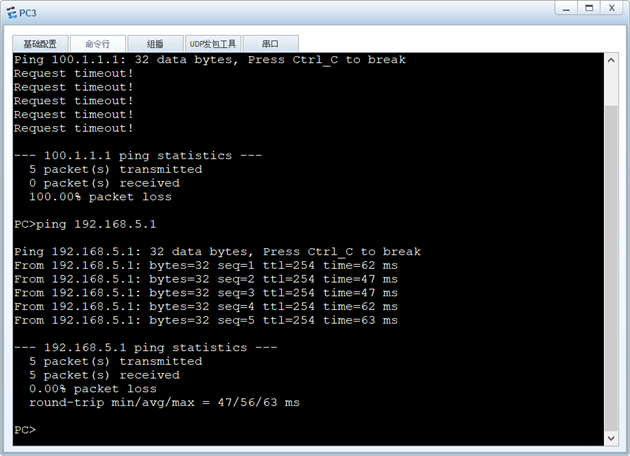 PC3
基础配置 命令行 组播 UDP发包工具 串口
Ping 100.1.1.1: 32 data bytes, Press Ctrl_C to break
Request timeout!
Request timeout!
Request timeout!
Request timeout!
Request timeout!
--- 100.1.1.1 ping statistics ---
5 packet(s) transmitted
0 packet(s) received
100.00% packet loss
PC>ping 192.168.5.1
Ping 192.168.5.1: 32 data bytes, Press Ctrl_C to break
From 192.168.5.1: bytes=32 seq=1 ttl=254 time=62 ms
From 192.168.5.1: bytes=32 seq=2 ttl=254 time=47 ms
From 192.168.5.1: bytes=32 seq=3 ttl=254 time=47 ms
From 192.168.5.1: bytes=32 seq=4 ttl=254 time=62 ms
From 192.168.5.1: bytes=32 seq=5 ttl=254 time=63 ms
--- 192.168.5.1 ping statistics ---
5 packet(s) transmitted
5 packet(s) received
0.00% packet loss
round-trip min/avg/max = 47/56/63 ms
PC>